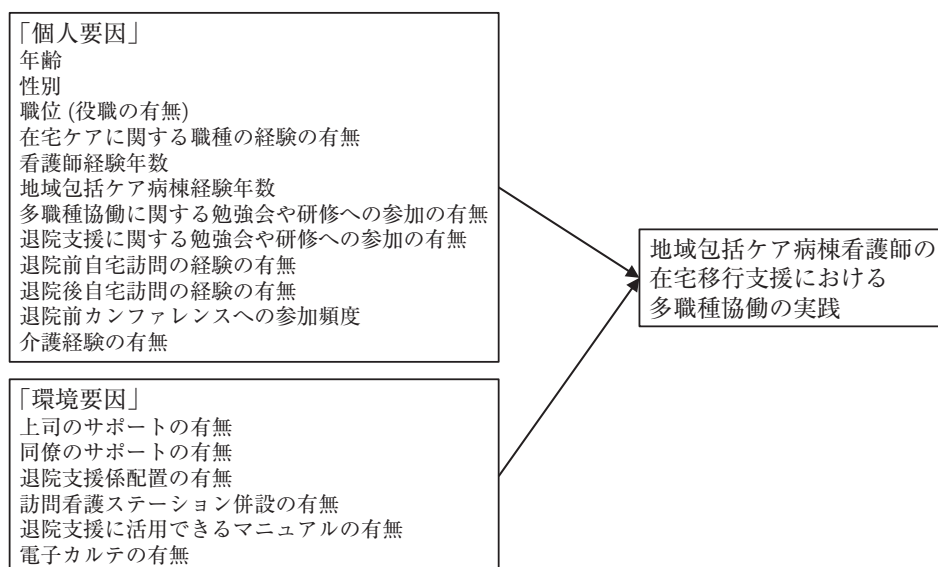 「個人要因」
年齢
性別
職位 (役職の有無)
在宅ケアに関する職種の経験の有無
看護師経験年数
地域包括ケア病棟経験年数
多職種協働に関する勉強会や研修への参加の有無
退院支援に関する勉強会や研修への参加の有無
退院前自宅訪問の経験の有無
退院後自宅訪問の経験の有無
退院前カンファレンスへの参加頻度
介護経験の有無
「環境要因」
上司のサポートの有無
同僚のサポートの有無
退院支援係配置の有無
訪問看護ステーション併設の有無
退院支援に活用できるマニュアルの有無
電子カルテの有無
地域包括ケア病棟看護師の
在宅移行支援における
多職種協働の実践